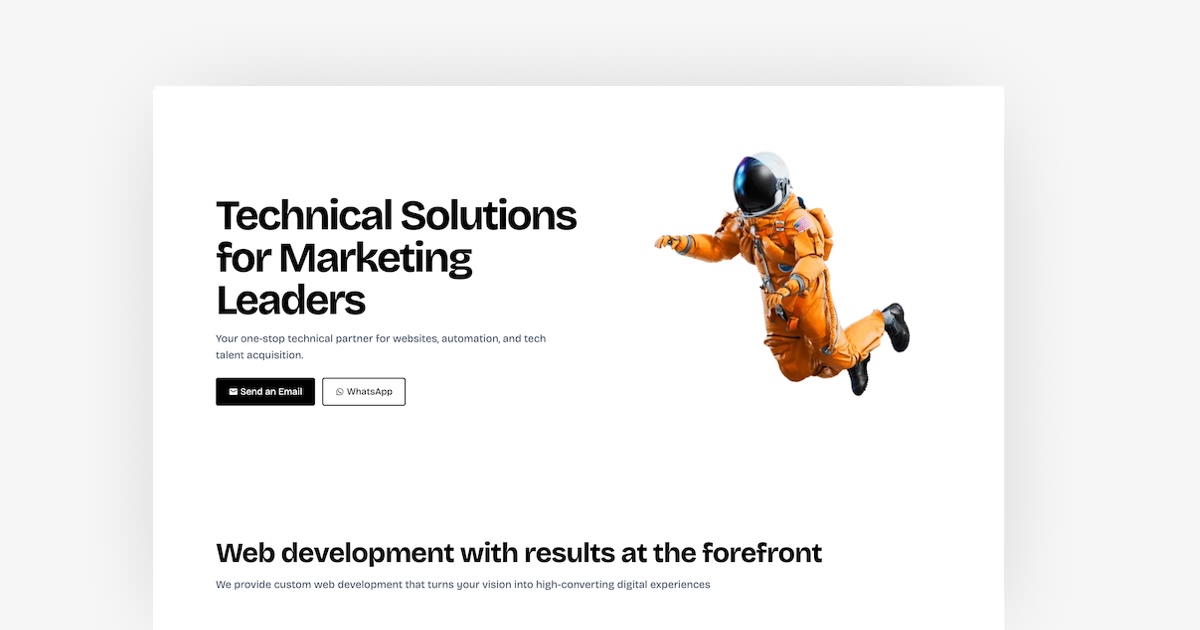 Technical Solutions
for Marketing
Leaders
Your one-stop technical partner for websites, automation, and tech
talent acquisition.
Send an Email
WhatsApp
Web development with results at the forefront
We provide custom web development that turns your vision into high-converting digital experiences